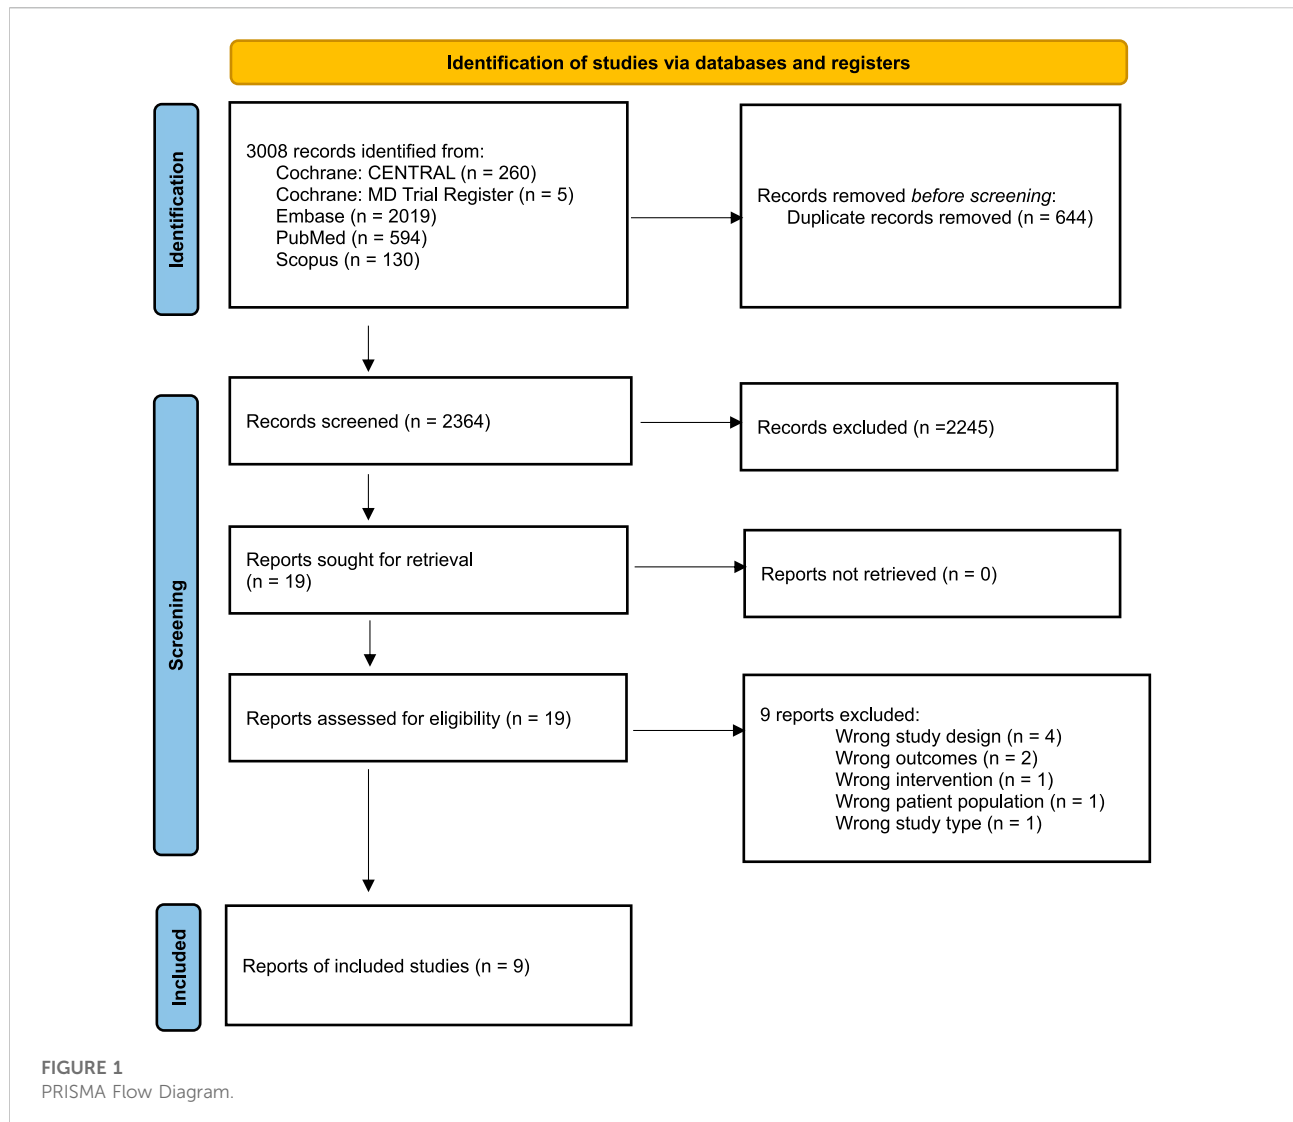 Identification of studies via databases and registers
Identification
3008 records identified from:
Cochrane: CENTRAL (n = 260)
Cochrane: MD Trial Register (n = 5)
Embase (n = 2019)
PubMed (n = 594)
Scopus (n = 130)
Records removed before screening:
Duplicate records removed (n = 644)
Screening
Records screened (n = 2364)
Records excluded (n =2245)
Reports sought for retrieval
(n = 19)
Reports not retrieved (n = 0)
Reports assessed for eligibility (n = 19)
9 reports excluded:
Wrong study design (n = 4)
Wrong outcomes (n = 2)
Wrong intervention (n = 1)
Wrong patient population (n = 1)
Wrong study type (n = 1)
Included
Reports of included studies (n = 9)
FIGURE 1
PRISMA Flow Diagram.